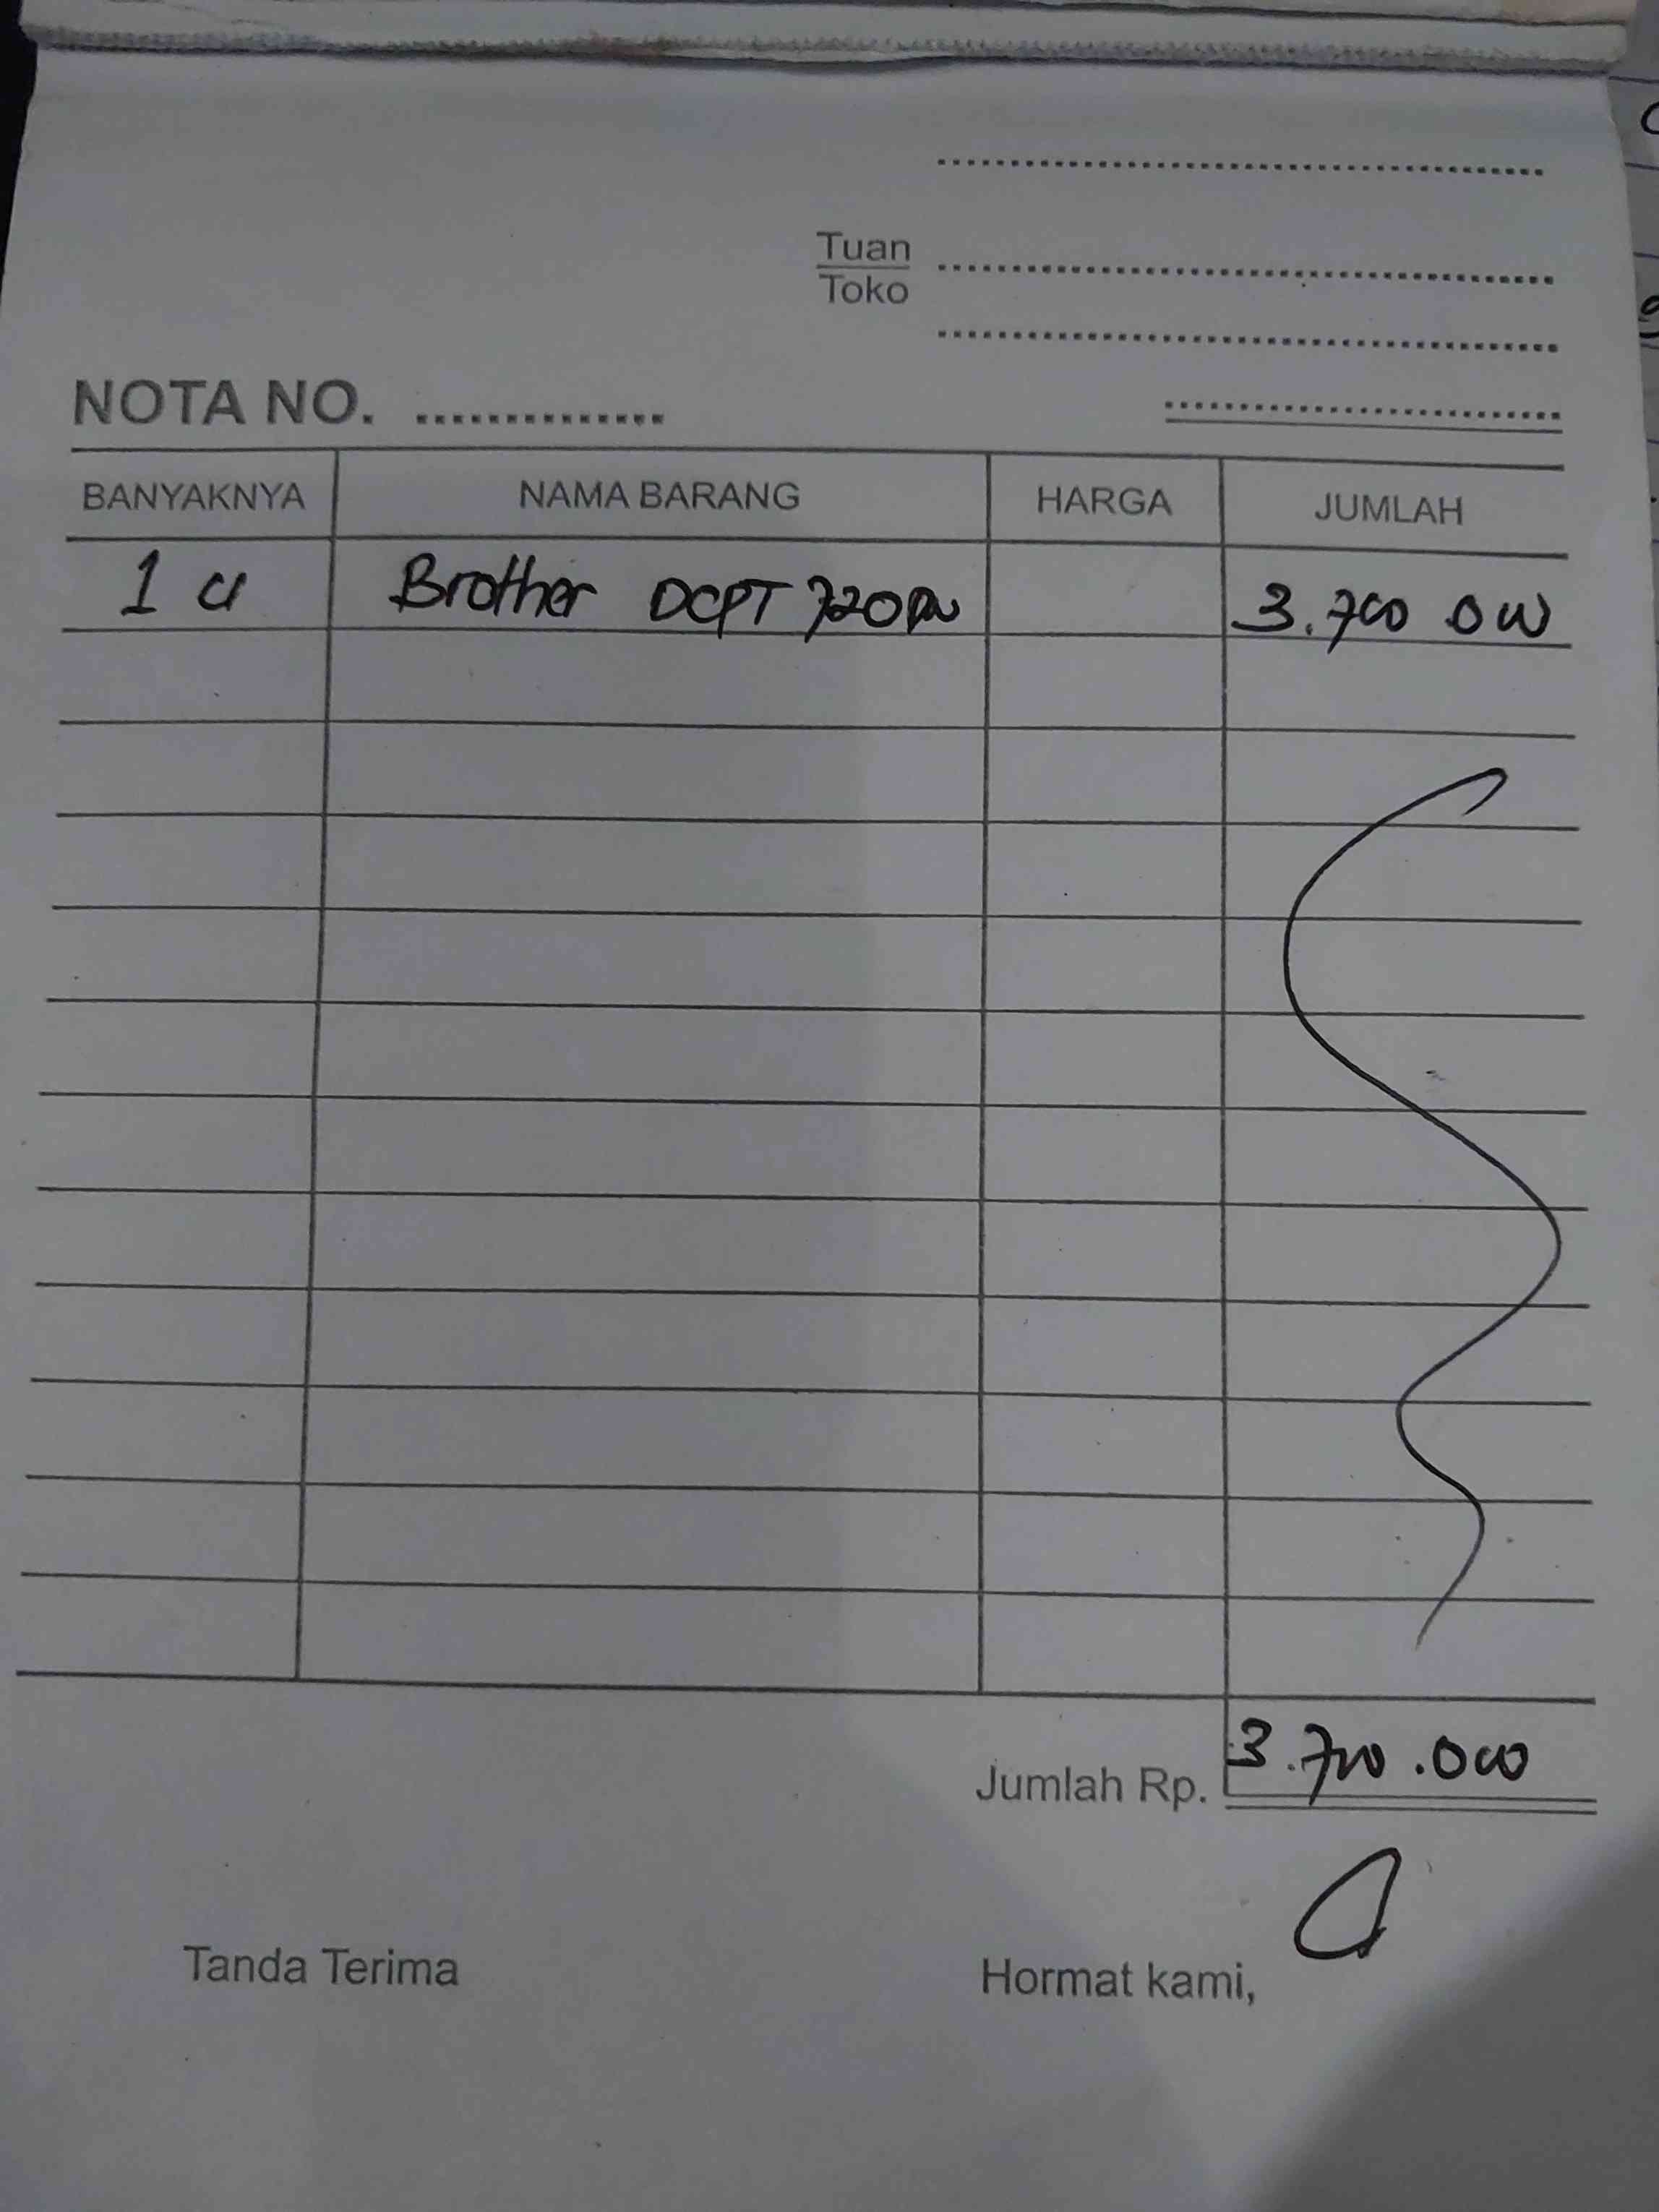 Tuan
Toko
NOTA NO. ...............
BANYAKNYA NAMA BARANG HARGA JUMLAH
1 Brother DCPT 720DW 3.700.000
Jumlah Rp. 3.700.000
Tanda Terima Hormat kami,